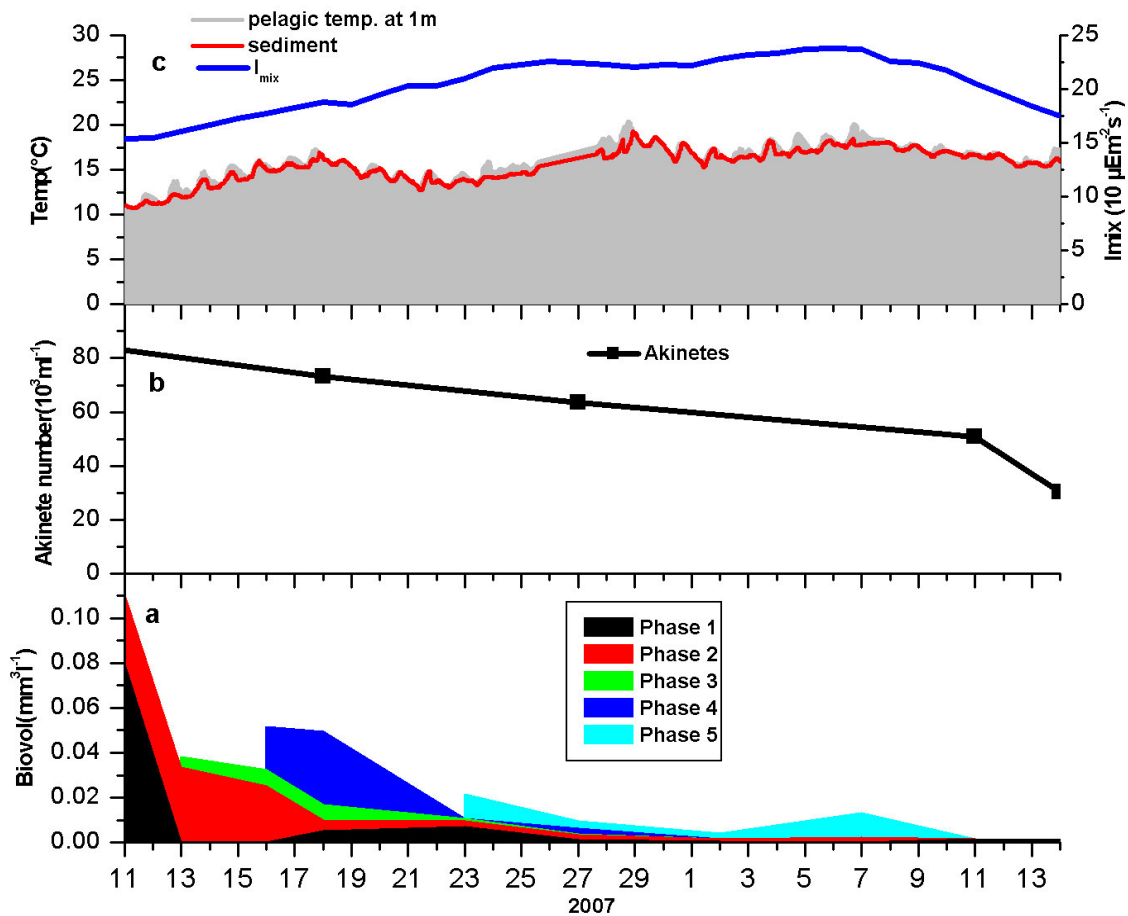 pelagic temp. at 1m
sediment
I mix
c
30
25
20
15
10
5
0
Temp(°C)
25
20
15
10
5
0
Imix (10 µEm²s⁻¹)
Akinetes
b
80
60
40
20
0
Akinete number(10³ml⁻¹)
a
Phase 1
Phase 2
Phase 3
Phase 4
Phase 5
0.10
0.08
0.06
0.04
0.02
0.00
Biovol(mm³l⁻¹)
11 13 15 17 19 21 23 25 27 29 1 3 5 7 9 11 13
2007